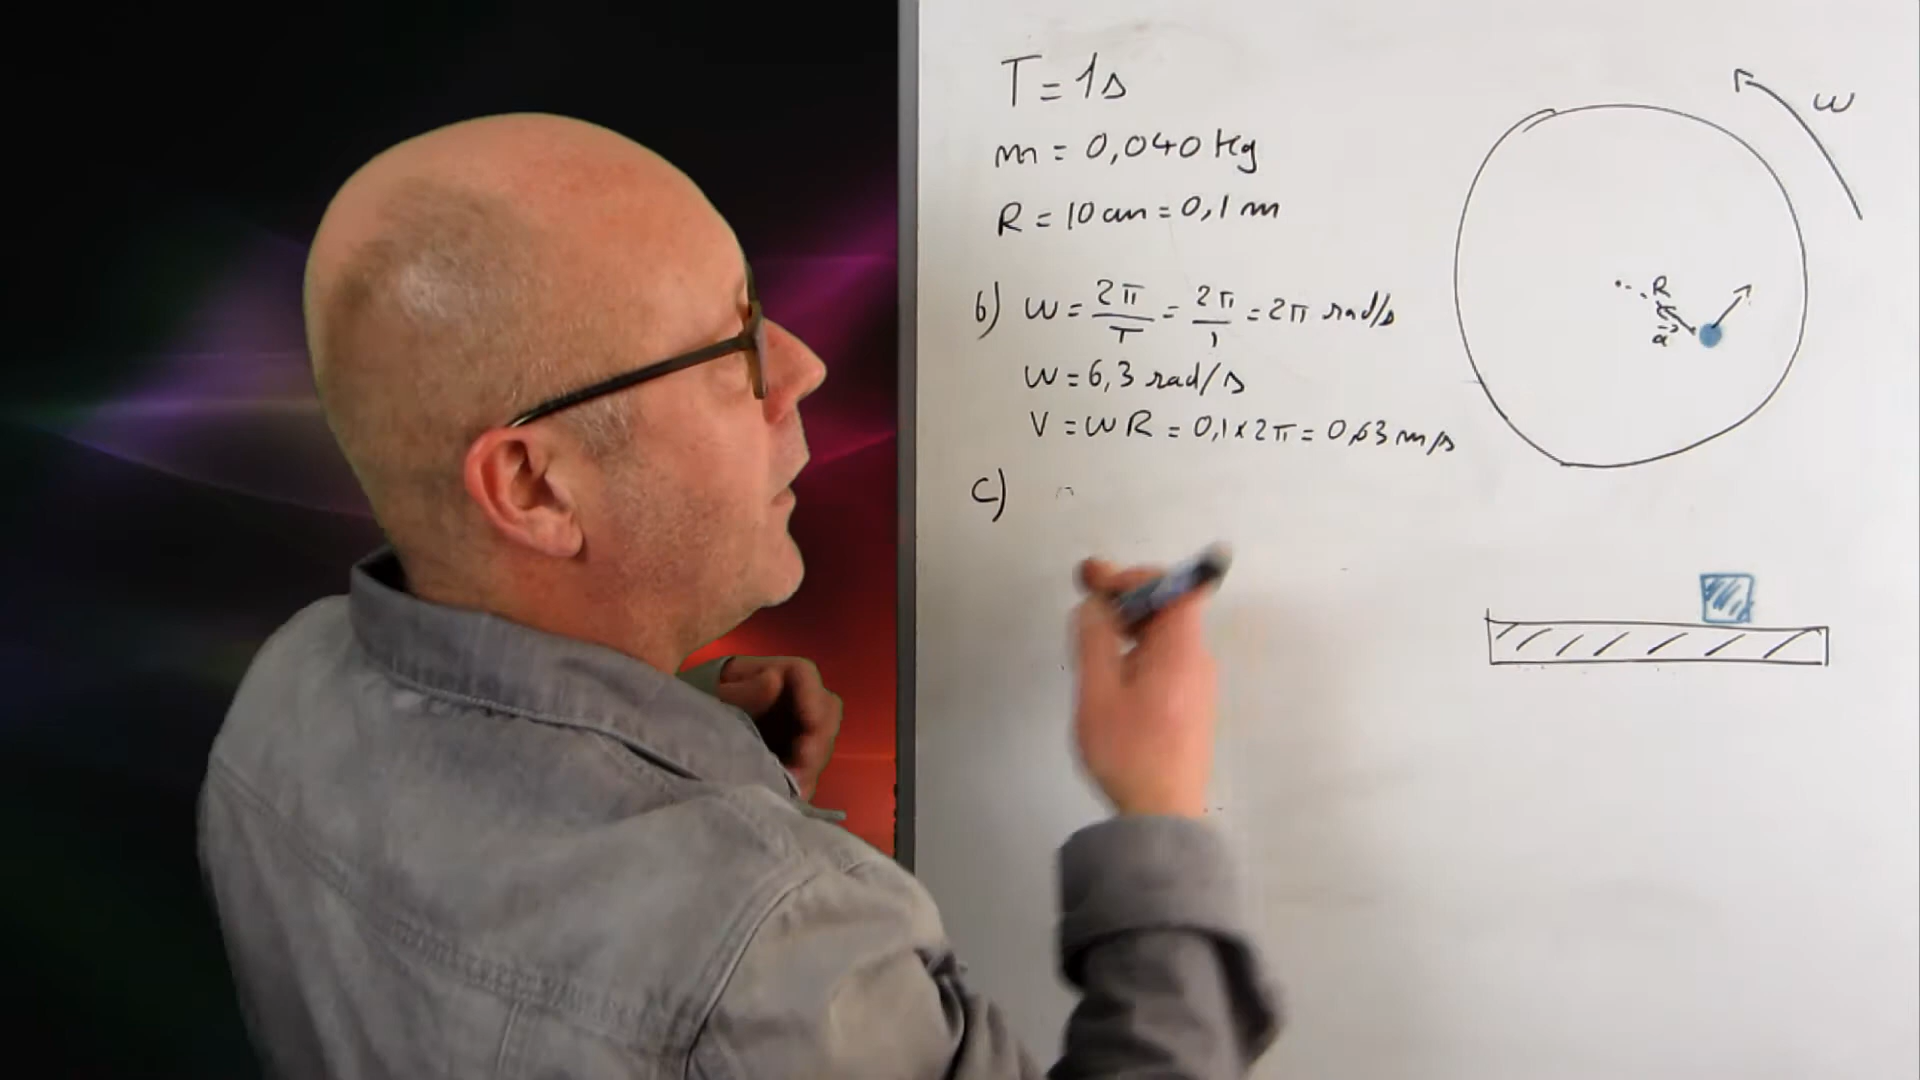 T = 1s
m = 0,040 Kg
R = 10 cm = 0,1 m
b) ω = 2π/T = 2π/1 = 2π rad/s
ω = 6,3 rad/s
V = ω R = 0,1 x 2π = 0,63 m/s
c)
ω
R
a⃗